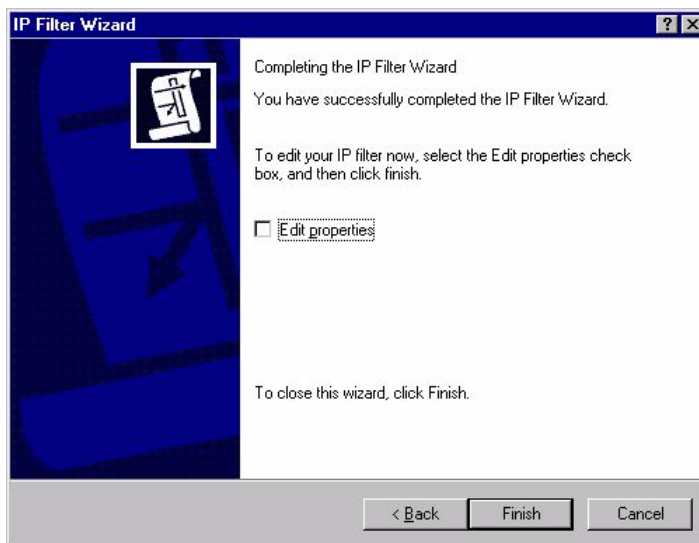 IP Filter Wizard
Completing the IP Filter Wizard
You have successfully completed the IP Filter Wizard.
To edit your IP filter now, select the Edit properties check
box, and then click finish.
Edit properties
To close this wizard, click Finish.
< Back
Finish
Cancel